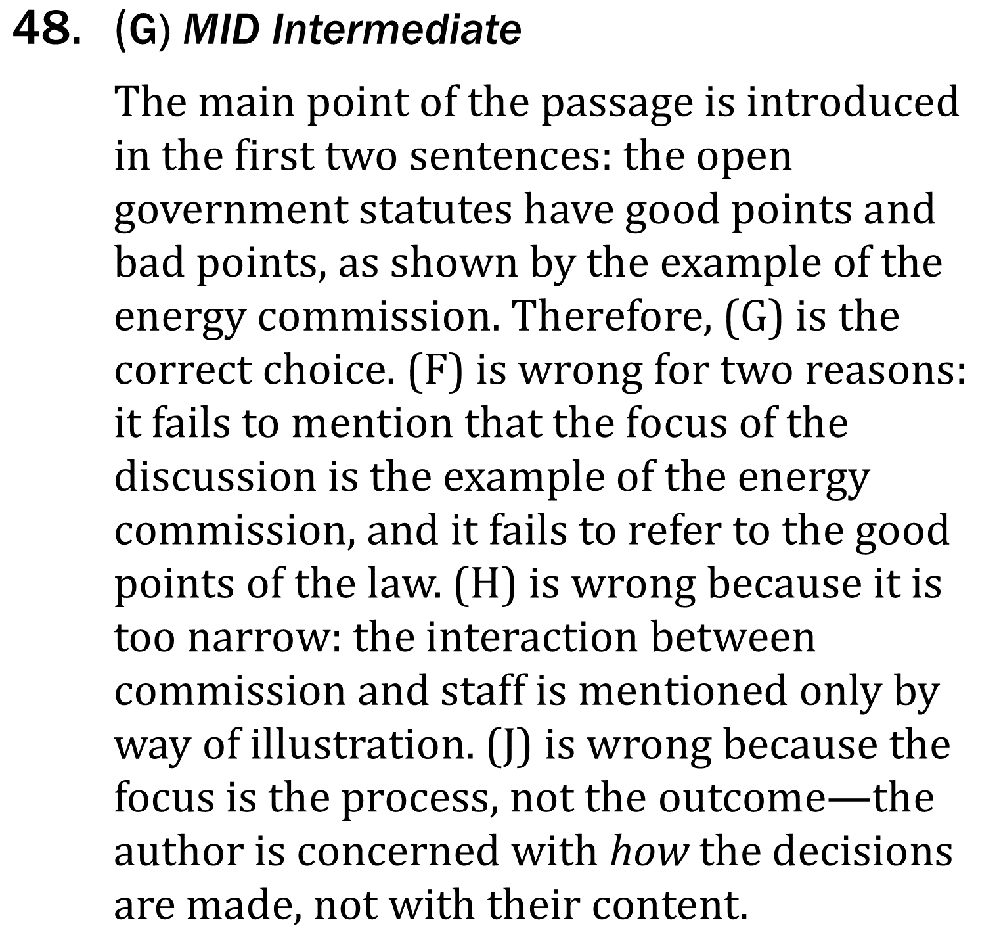 48. (G) MID Intermediate
The main point of the passage is introduced
in the first two sentences: the open
government statutes have good points and
bad points, as shown by the example of the
energy commission. Therefore, (G) is the
correct choice. (F) is wrong for two reasons:
it fails to mention that the focus of the
discussion is the example of the energy
commission, and it fails to refer to the good
points of the law. (H) is wrong because it is
too narrow: the interaction between
commission and staff is mentioned only by
way of illustration. (J) is wrong because the
focus is the process, not the outcome—the
author is concerned with how the decisions
are made, not with their content.